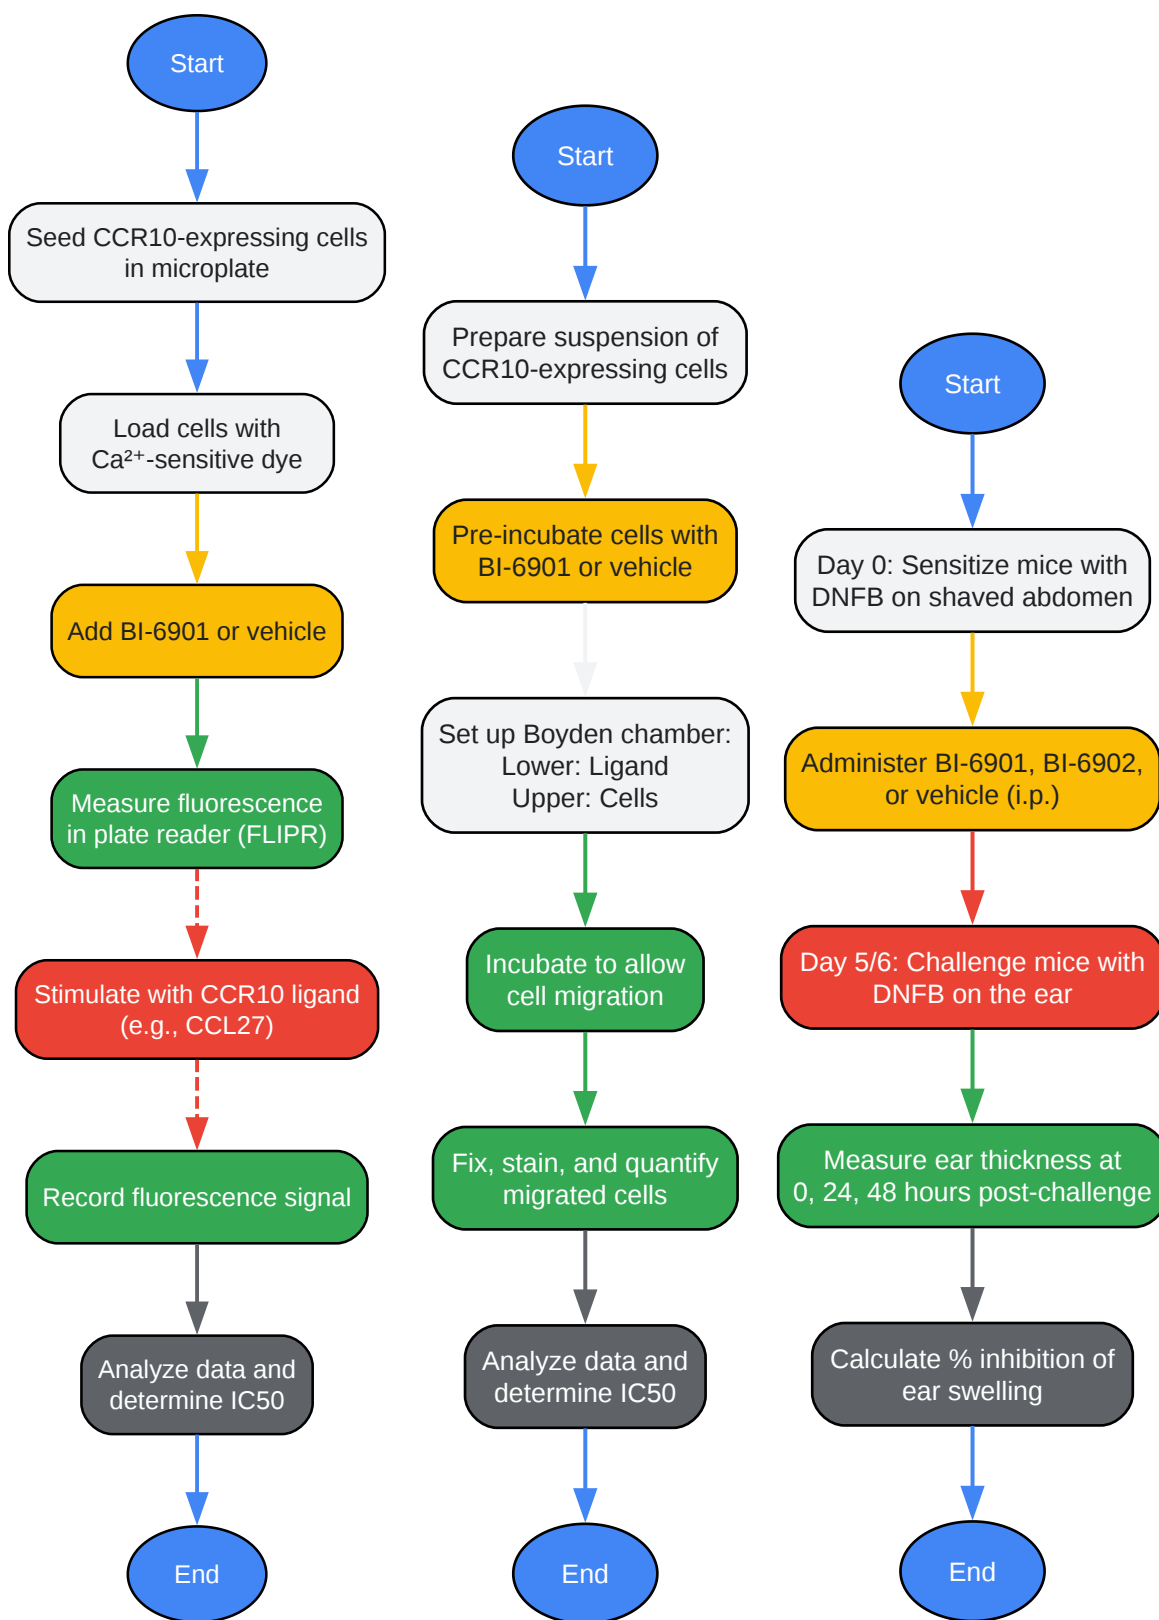 Start
Seed CCR10-expressing cells
in microplate
Load cells with
Ca²⁺-sensitive dye
Add BI-6901 or vehicle
Measure fluorescence
in plate reader (FLIPR)
Stimulate with CCR10 ligand
(e.g., CCL27)
Record fluorescence signal
Analyze data and
determine IC50
End
Start
Prepare suspension of
CCR10-expressing cells
Pre-incubate cells with
BI-6901 or vehicle
Set up Boyden chamber:
Lower: Ligand
Upper: Cells
Incubate to allow
cell migration
Fix, stain, and quantify
migrated cells
Analyze data and
determine IC50
End
Start
Day 0: Sensitize mice with
DNFB on shaved abdomen
Administer BI-6901, BI-6902,
or vehicle (i.p.)
Day 5/6: Challenge mice with
DNFB on the ear
Measure ear thickness at
0, 24, 48 hours post-challenge
Calculate % inhibition of
ear swelling
End